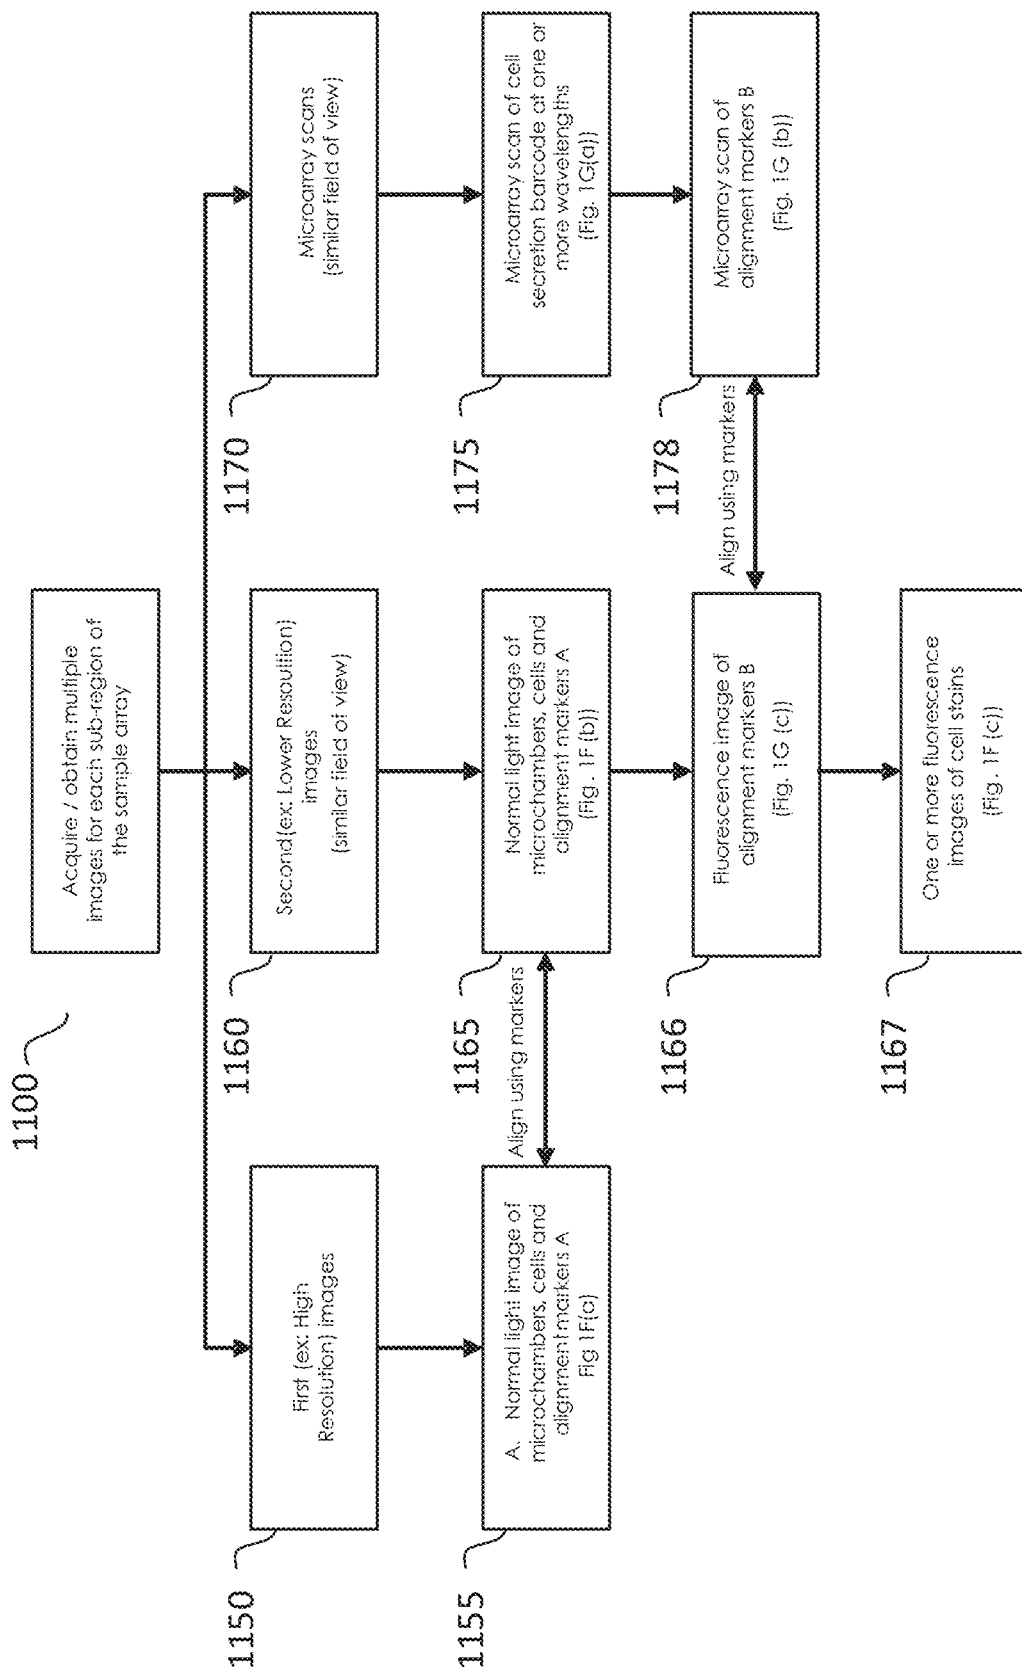 1100
Acquire / obtain multiple
images for each sub-region of
the sample array
1150
First (ex: High
Resolution) images
1160
Second(ex: Lower Resoultion)
images
(similar field of view)
1170
Microarray scans
(similar field of view)
1155
A. Normal light image of
microchambers, cells and
alignment markers A
Fig 1F(a)
Align using markers
1165
Normal light image of
microchambers, cells and
alignment markers A
(Fig. 1F(b))
1175
Microarray scan of cell
secretion barcode at one or
more wavelengths
(Fig. 1G(a))
1166
Fluorescence image of
alignment markers B
(Fig. 1G (c))
Align using markers
1178
Microarray scan of
alignment markers B
(Fig. 1G (b))
1167
One or more fluorescence
images of cell stains
(Fig. 1F (c))